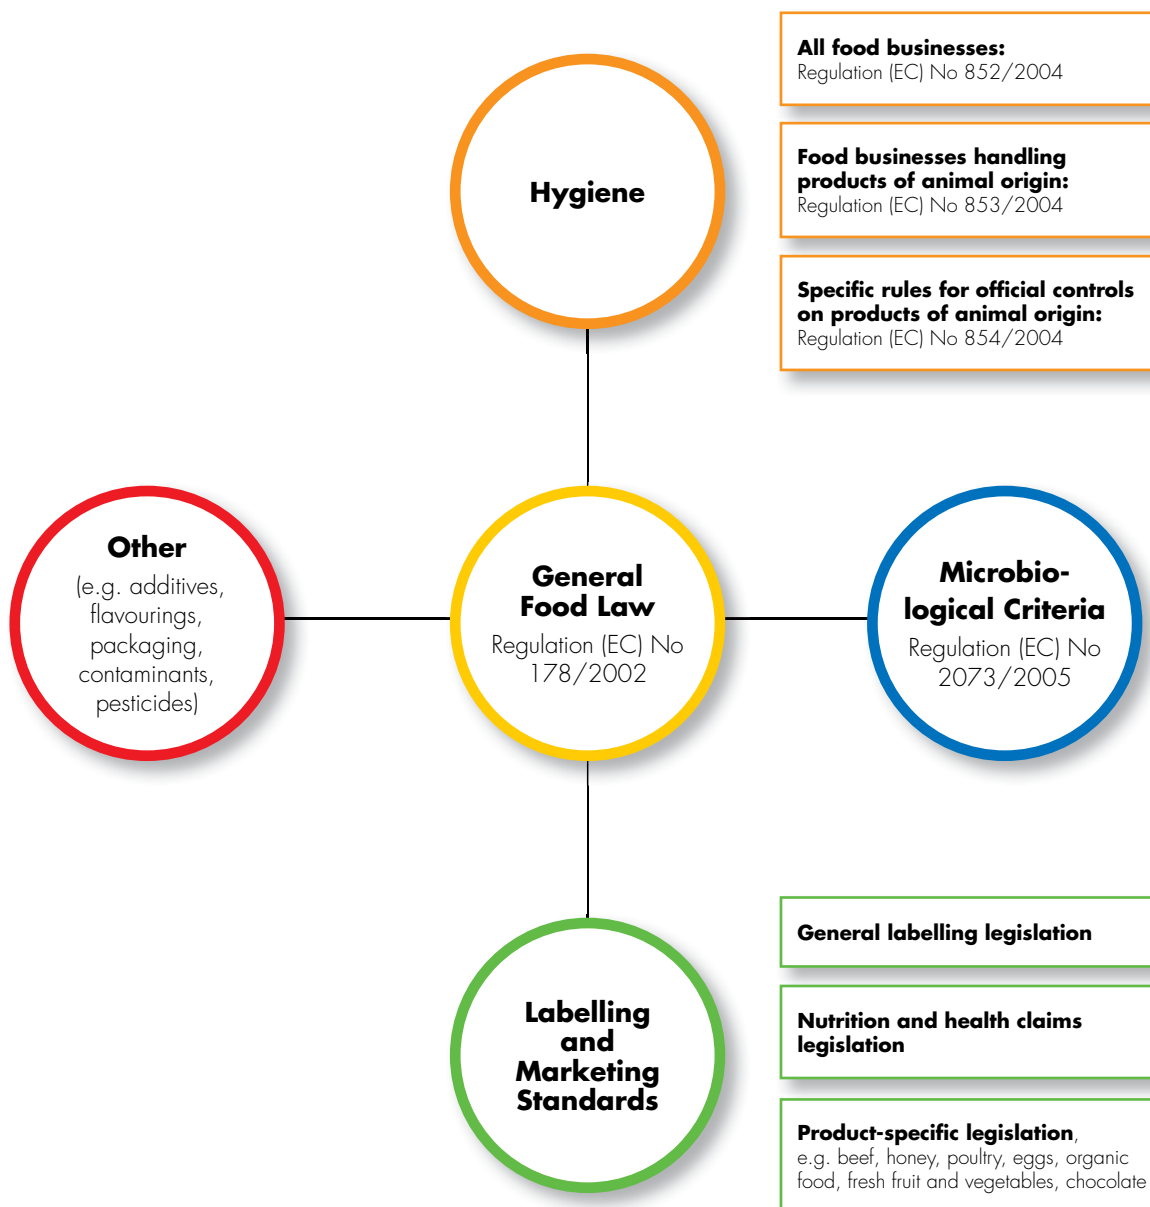 All food businesses:
Regulation (EC) No 852/2004
Hygiene
Food businesses handling
products of animal origin:
Regulation (EC) No 853/2004
Specific rules for official controls
on products of animal origin:
Regulation (EC) No 854/2004
Other
(e.g. additives,
flavourings,
packaging,
contaminants,
pesticides)
General
Food Law
Regulation (EC) No
178/2002
Microbio-
logical Criteria
Regulation (EC) No
2073/2005
Labelling
and
Marketing
Standards
General labelling legislation
Nutrition and health claims
legislation
Product-specific legislation,
e.g. beef, honey, poultry, eggs, organic
food, fresh fruit and vegetables, chocolate